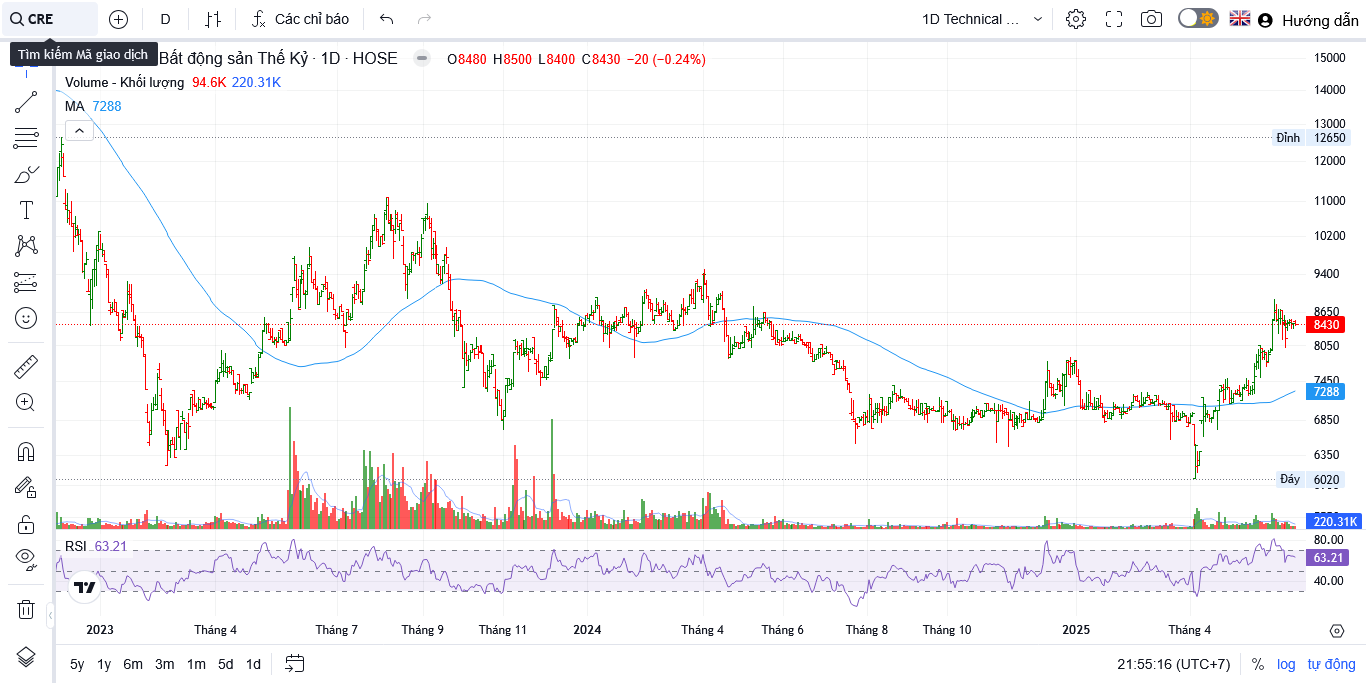 CRE
D
Các chỉ báo
1D Technical ...
Hướng dẫn
Tìm kiếm Mã giao dịch
Bất động sản Thế Kỷ · 1D · HOSE
O8480 H8500 L8400 C8430 −20 (−0.24%)
Volume - Khối lượng 94.6K 220.31K
MA 7288
15000
14000
13000
Đỉnh 12650
12000
11000
10200
9400
8650
8430
8050
7450
7288
6850
6350
Đáy 6020
220.31K
RSI 63.21
80.00
63.21
40.00
2023 Tháng 4 Tháng 7 Tháng 9 Tháng 11 2024 Tháng 4 Tháng 6 Tháng 8 Tháng 10 2025 Tháng 4
5y 1y 6m 3m 1m 5d 1d
21:55:16 (UTC+7) % log tự động